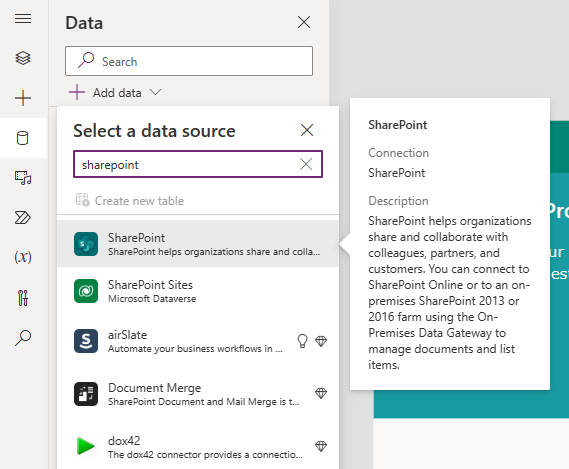 Data
Search
Add data
Select a data source
sharepoint
Create new table
SharePoint
SharePoint helps organizations share and colla...
SharePoint Sites
Microsoft Dataverse
airSlate
Automate your business workflows in ...
Document Merge
SharePoint Document and Mail Merge is t...
dox42
The dox42 connector provides a connectio...
(x)
SharePoint
Connection
SharePoint
Description
SharePoint helps organizations
share and collaborate with
colleagues, partners, and
customers. You can connect to
SharePoint Online or to an on-
premises SharePoint 2013 or
2016 farm using the On-
Premises Data Gateway to
manage documents and list
items.
Pro
our
est